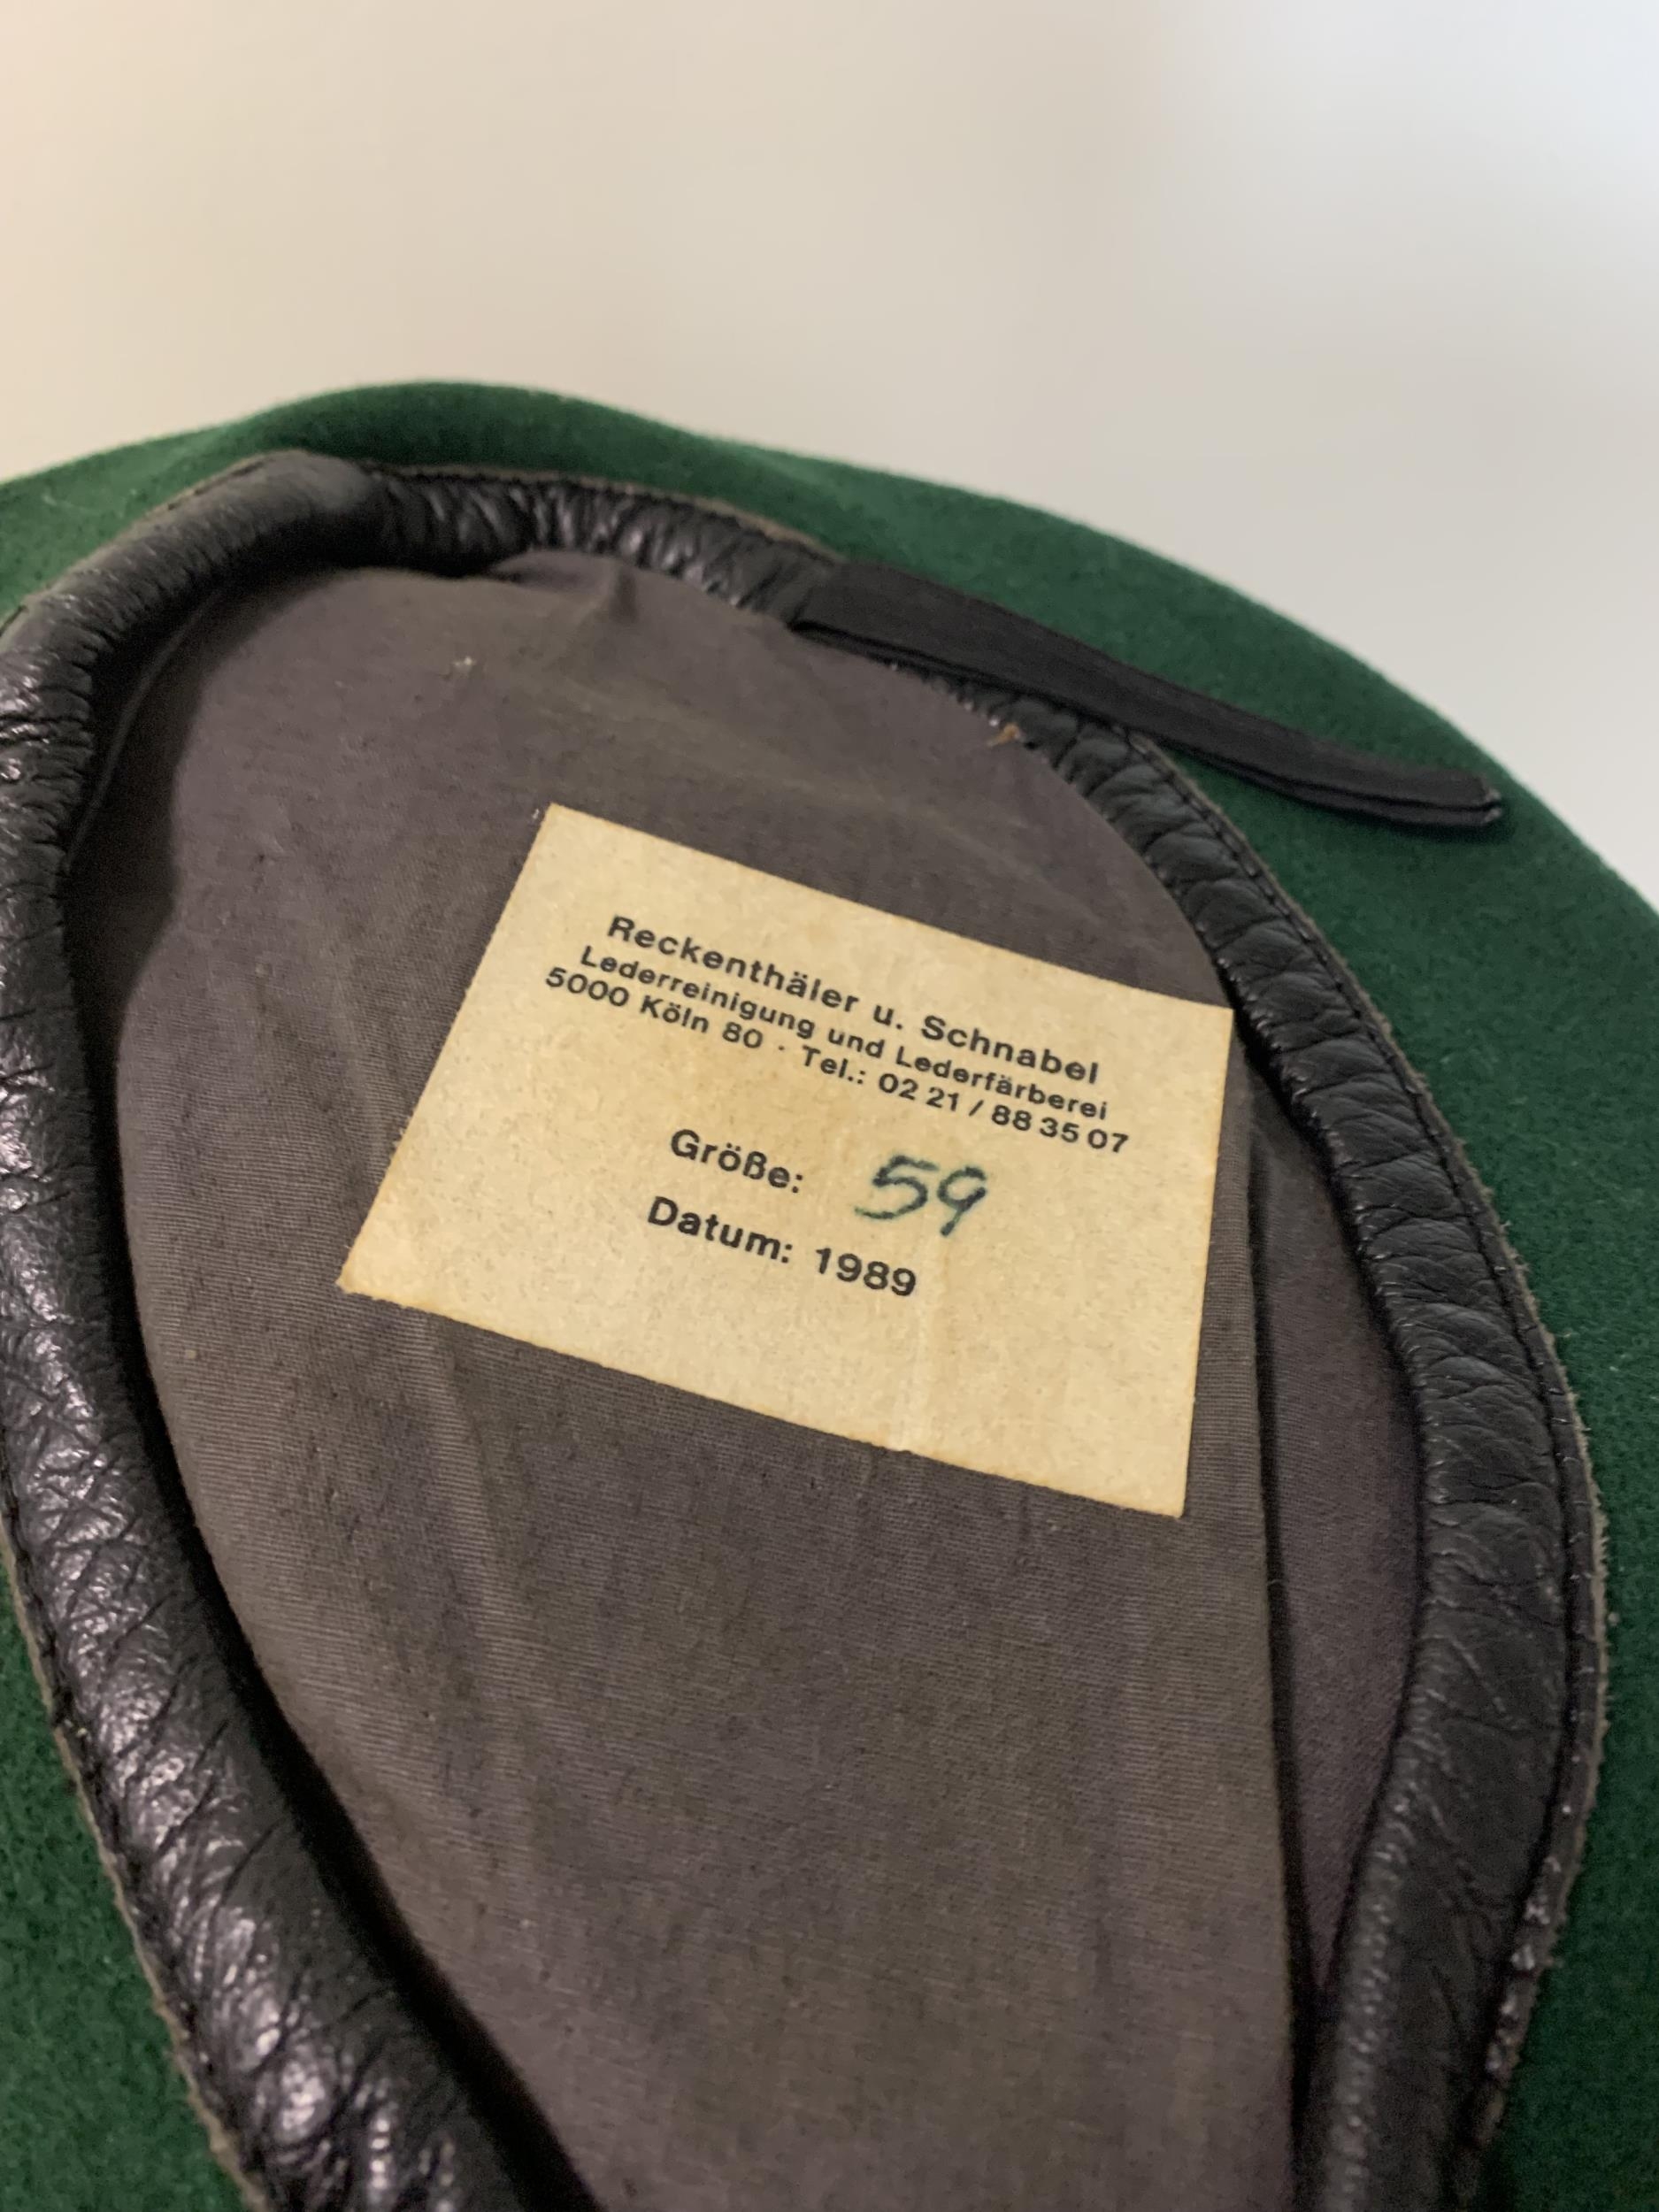 Reckenthäler u. Schnabel
Lederreinigung und Lederfärberei
5000 Köln 80 · Tel.: 02 21 / 88 35 07
Größe: 59
Datum: 1989